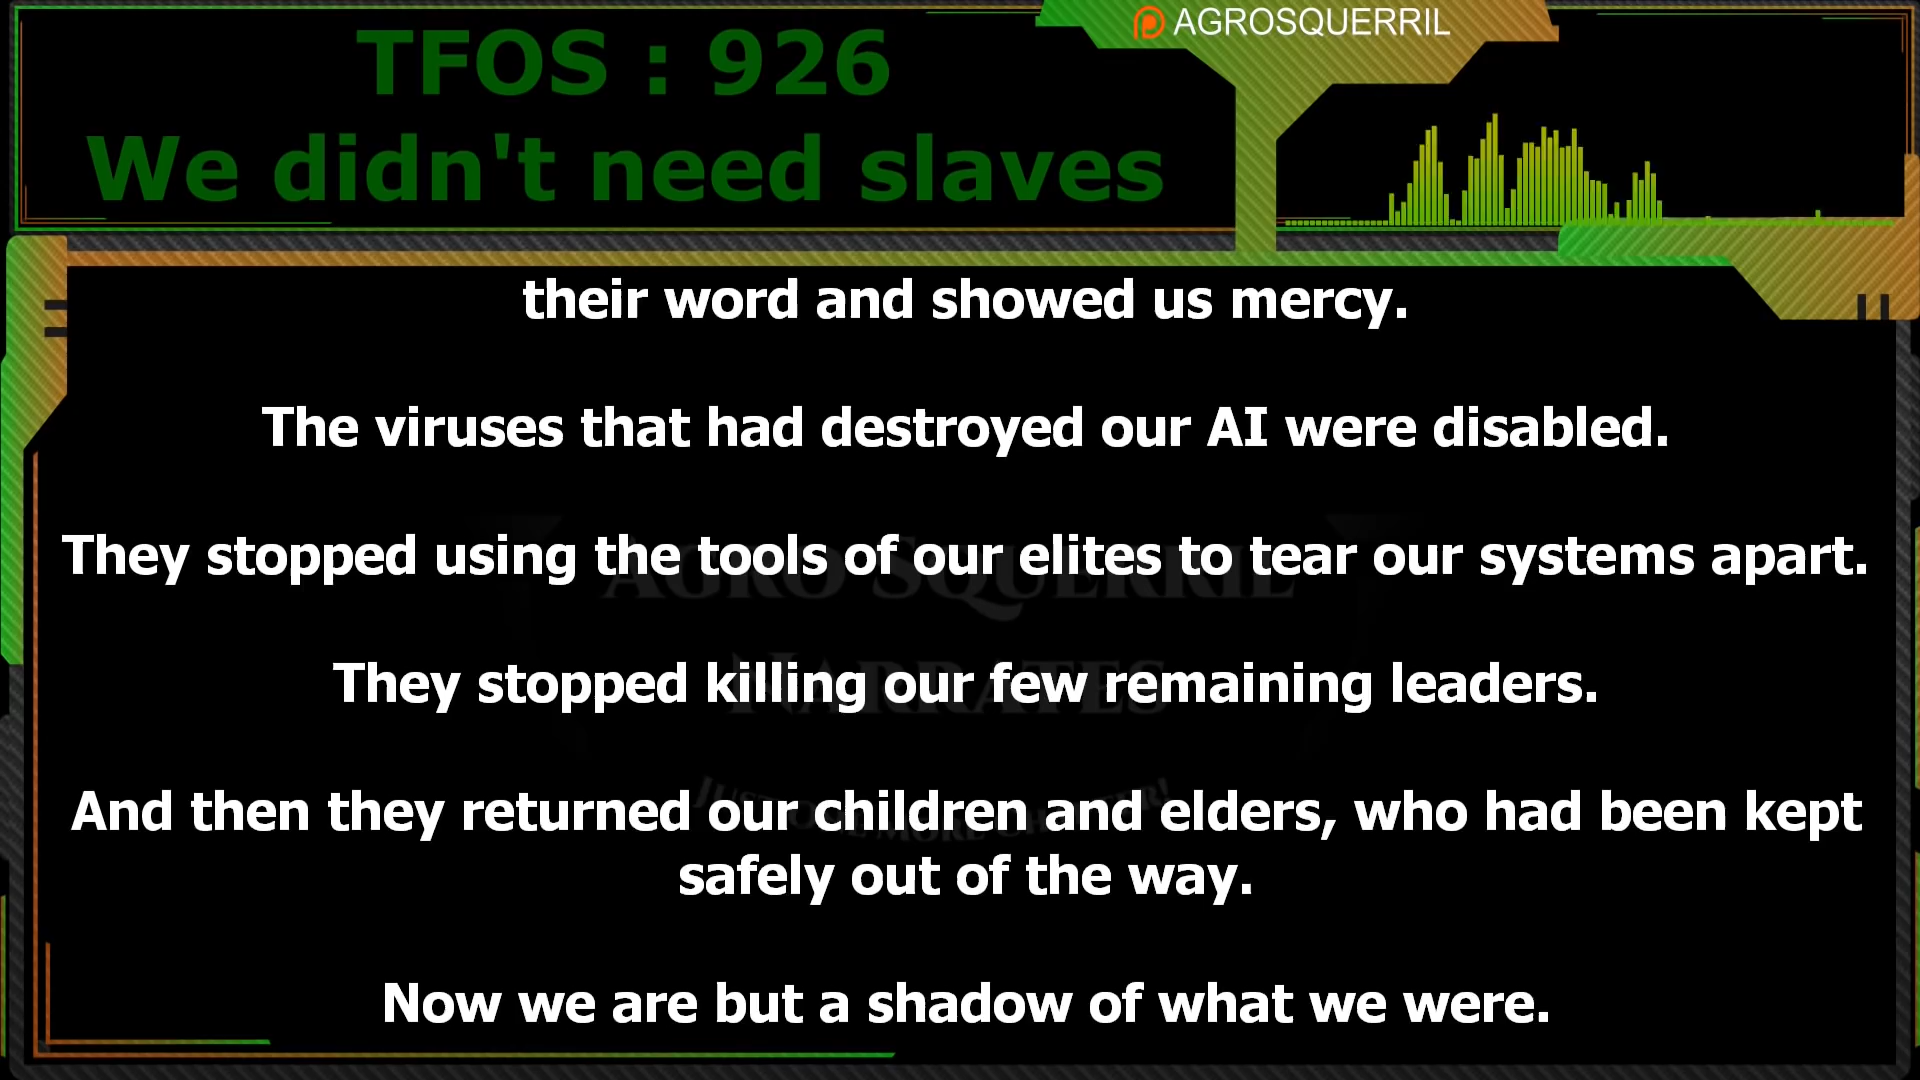 AGROSQUERRIL
TFOS : 926
We didn't need slaves
their word and showed us mercy.
The viruses that had destroyed our AI were disabled.
They stopped using the tools of our elites to tear our systems apart.
They stopped killing our few remaining leaders.
And then they returned our children and elders, who had been kept
safely out of the way.
Now we are but a shadow of what we were.
AGRO SQUERRIL
NARRATES